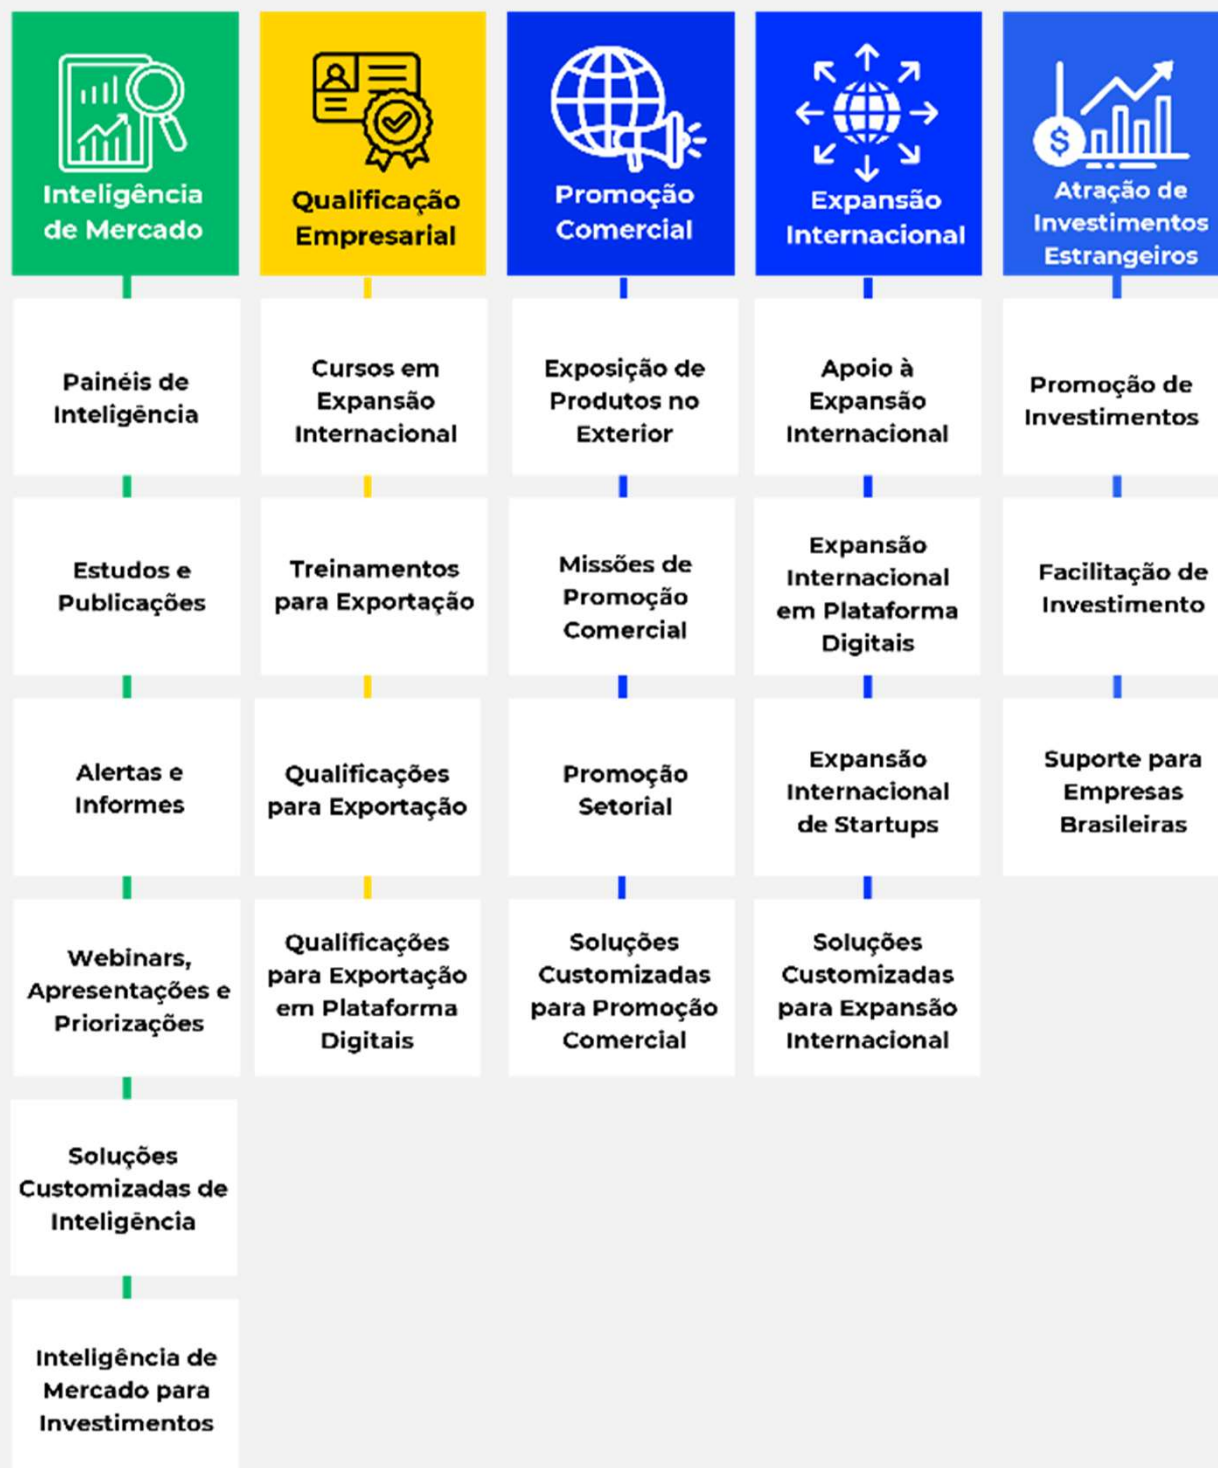 Inteligência
de Mercado
Painéis de
Inteligência
Estudos e
Publicações
Alertas e
Informes
Webinars,
Apresentações e
Priorizações
Soluções
Customizadas de
Inteligência
Inteligência de
Mercado para
Investimentos
Qualificação
Empresarial
Cursos em
Expansão
Internacional
Treinamentos
para Exportação
Qualificações
para Exportação
Qualificações
para Exportação
em Plataforma
Digitais
Promoção
Comercial
Exposição de
Produtos no
Exterior
Missões de
Promoção
Comercial
Promoção
Setorial
Soluções
Customizadas
para Promoção
Comercial
Expansão
Internacional
Apoio à
Expansão
Internacional
Expansão
Internacional
em Plataforma
Digitais
Expansão
Internacional
de Startups
Soluções
Customizadas
para Expansão
Internacional
$
Atração de
Investimentos
Estrangeiros
Promoção de
Investimentos
Facilitação de
Investimento
Suporte para
Empresas
Brasileiras